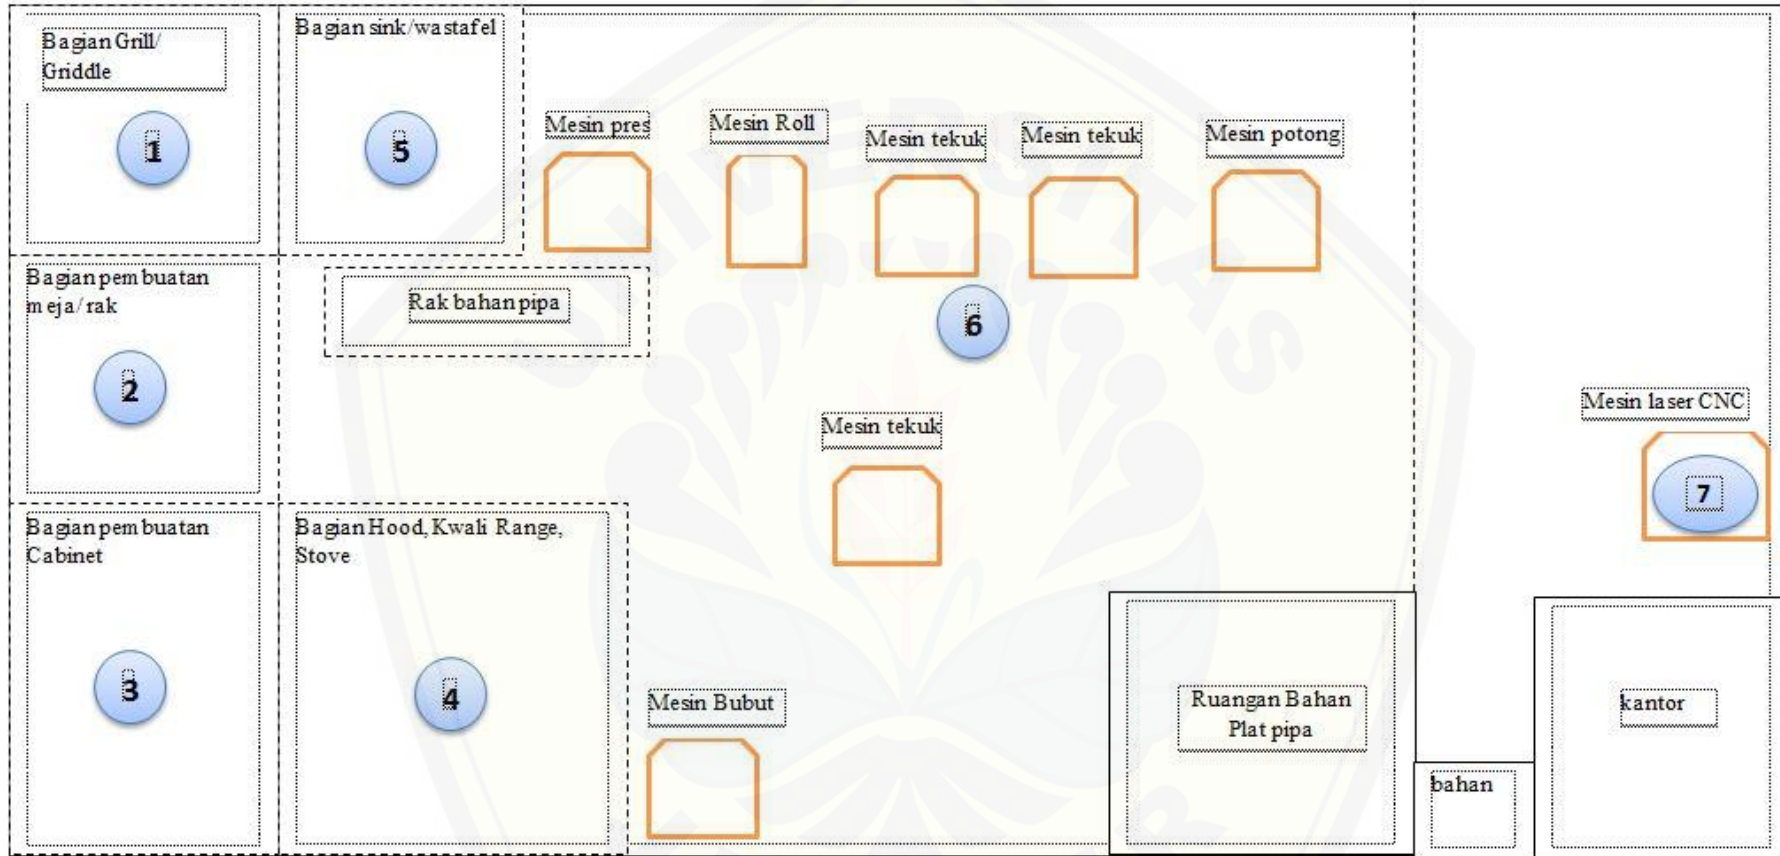 Bagian Grill/
Griddle
1
Bagian sink/wastafel
5
Mesin pres
Mesin Roll
Mesin tekuk
Mesin tekuk
Mesin potong
Bagian pembuatan
meja/rak
2
Rak bahan pipa
6
Mesin tekuk
Mesin laser CNC
7
Bagian pembuatan
Cabinet
3
Bagian Hood, Kwali Range,
Stove
4
Mesin Bubut
Ruangan Bahan
Plat pipa
bahan
kantor
UNIVERSITAS